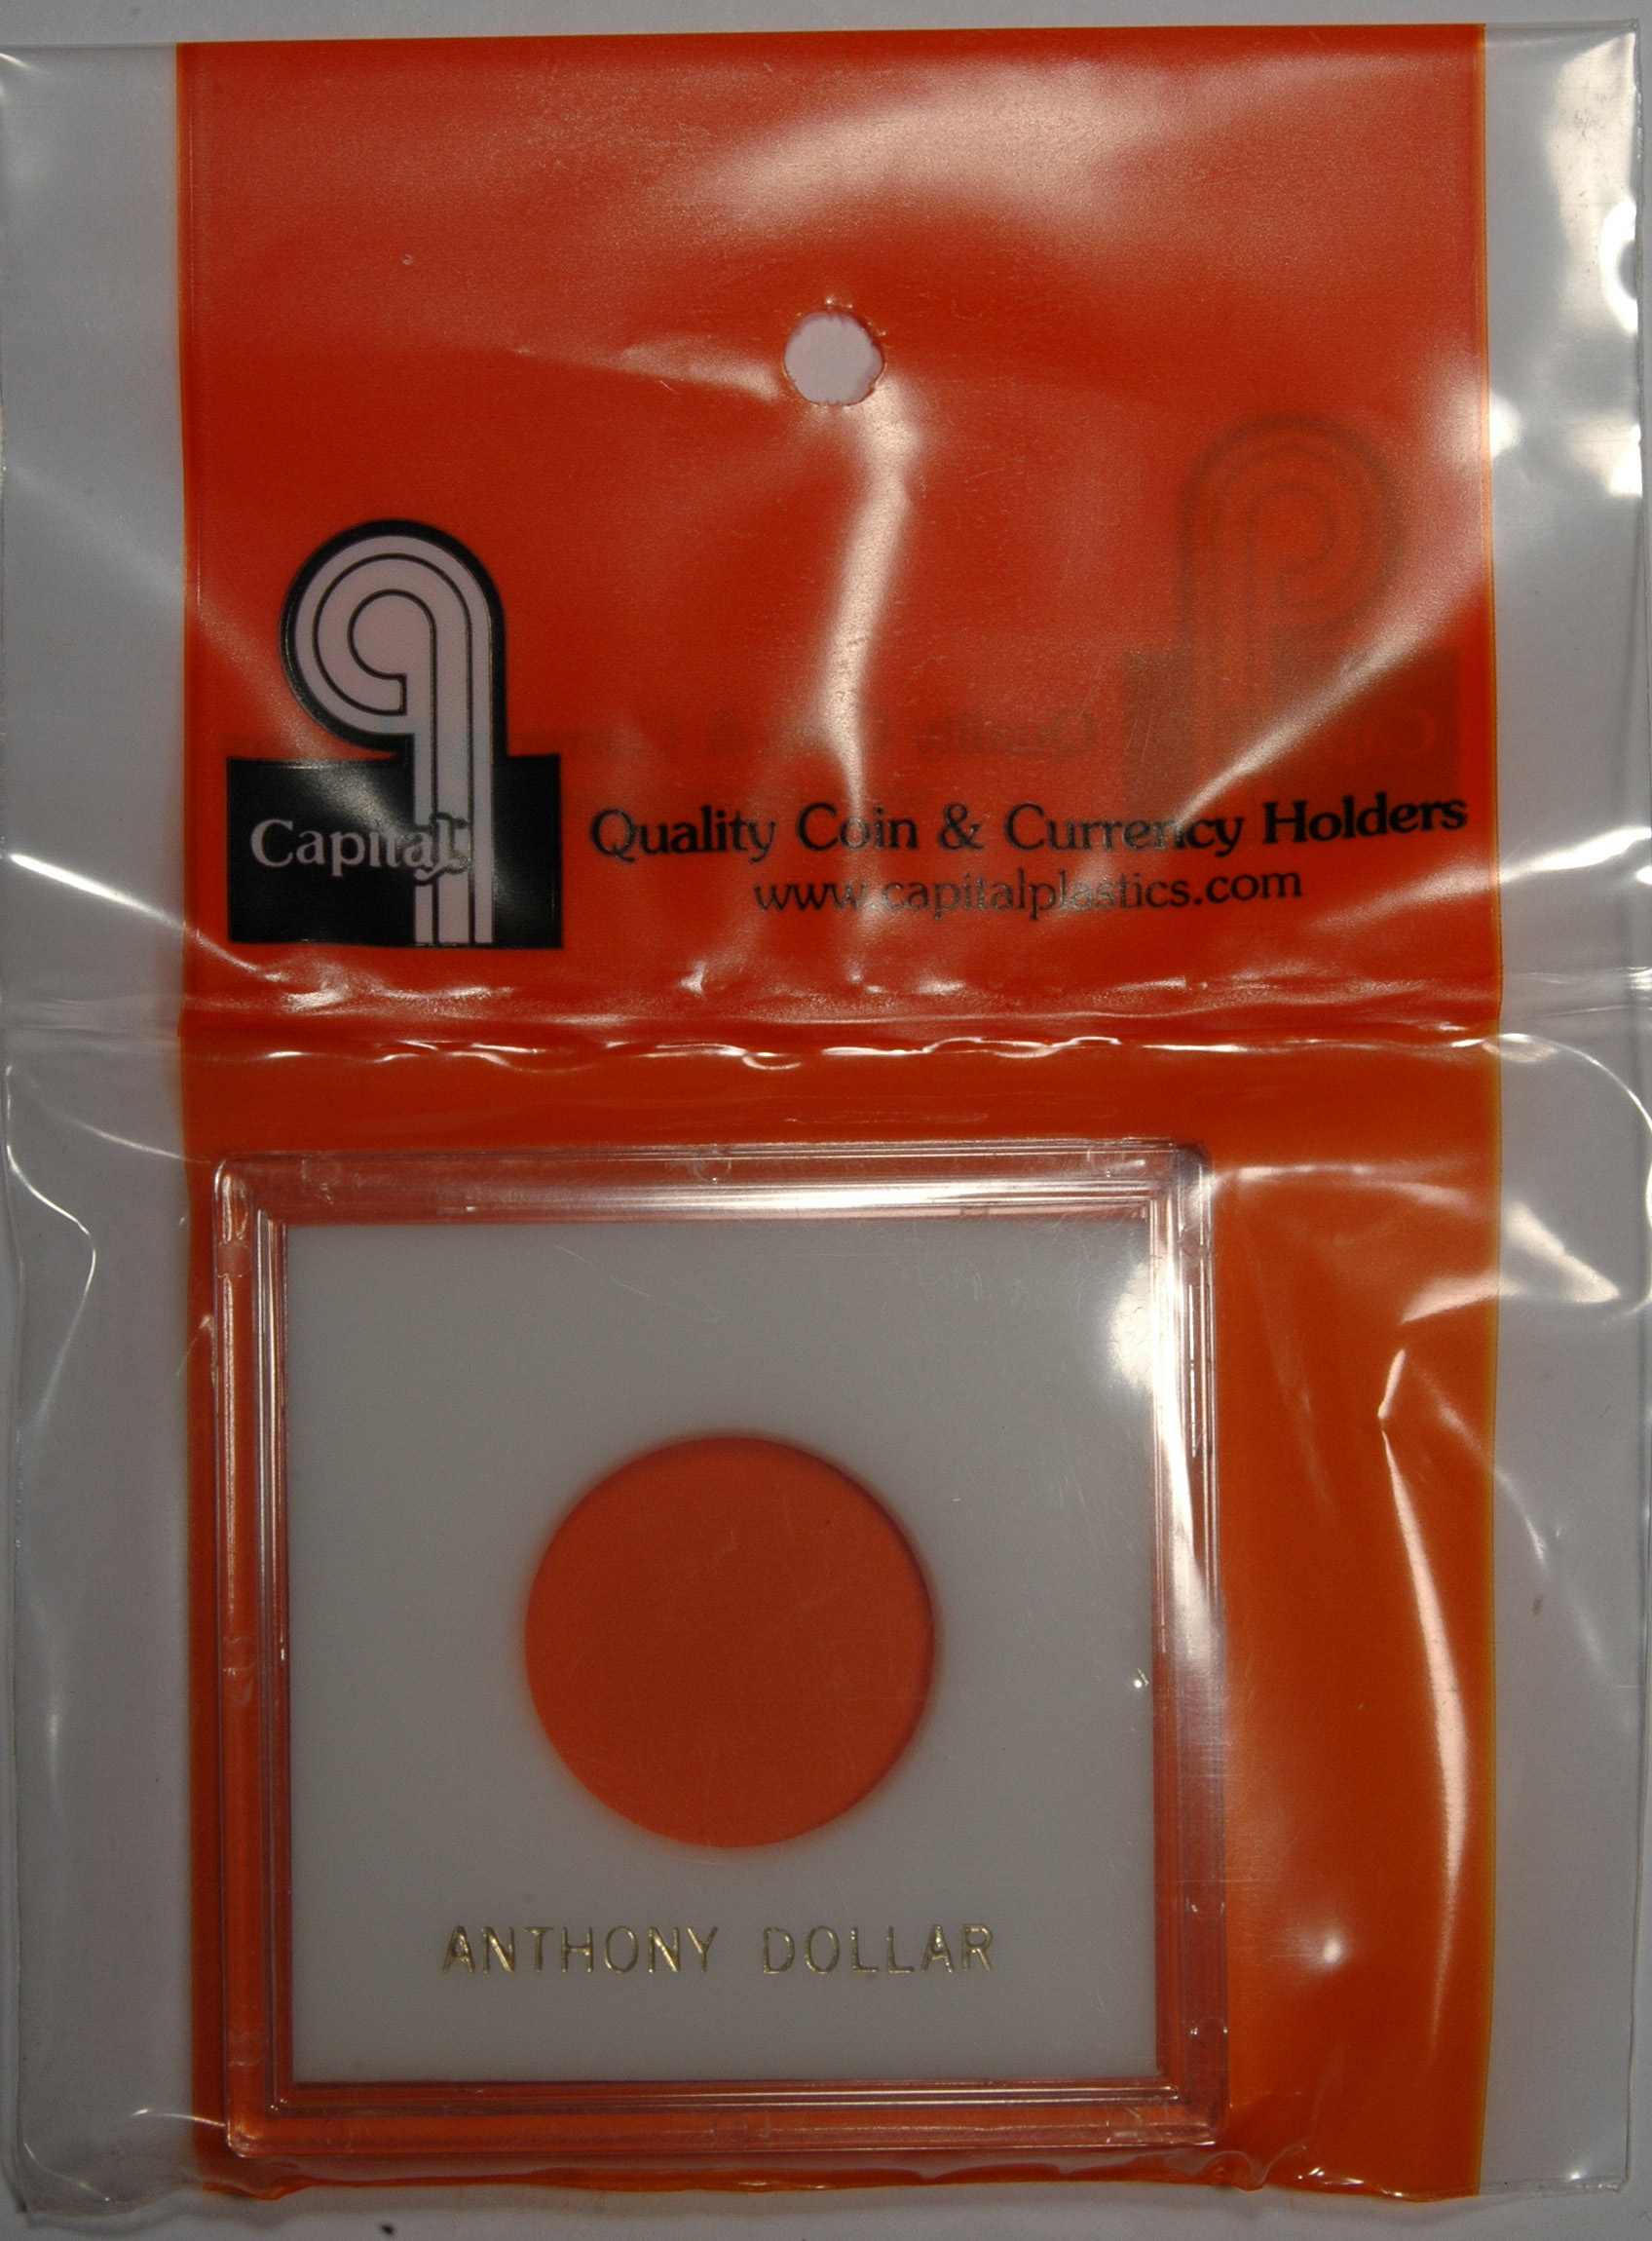 Capital
Quality Coin & Currency Holders
www.capitalplastics.com
ANTHONY DOLLAR